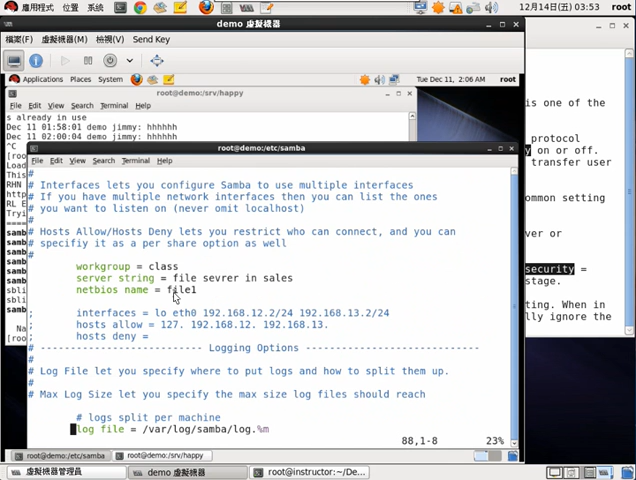 應用程式 位置 系統 12月14日(五) 03:53 root
demo 虛擬機器
檔案(F) 虛擬機器(M) 檢視(V) Send Key
Applications Places System Tue Dec 11, 2:06 AM root
root@demo:/srv/happy
File Edit View Search Terminal Help
s already in use
Dec 11 01:58:01 demo jimmy: hhhhhh
Dec 11 02:00:04 demo jimmy: hhhhhh
^C
root@demo:/etc/samba
File Edit View Search Terminal Help
#
# Interfaces lets you configure Samba to use multiple interfaces
# If you have multiple network interfaces then you can list the ones
# you want to listen on (never omit localhost)
#
# Hosts Allow/Hosts Deny lets you restrict who can connect, and you can
# specifiy it as a per share option as well
#
workgroup = class
server string = file sevrer in sales
netbios name = file1
; interfaces = lo eth0 192.168.12.2/24 192.168.13.2/24
; hosts allow = 127. 192.168.12. 192.168.13.
; hosts deny =
# --------------------------- Logging Options -----------------------------
#
# Log File let you specify where to put logs and how to split them up.
#
# Max Log Size let you specify the max size log files should reach
# logs split per machine
log file = /var/log/samba/log.%m
88,1-8 23%
is one of the
protocol
y on or off.
transfer user
ommon setting
ver or
security =
stage.
ting. When in
lly ignore the
root@demo:/etc/samba root@demo:/srv/happy
虛擬機器管理員 demo 虛擬機器 root@instructor:~/De...